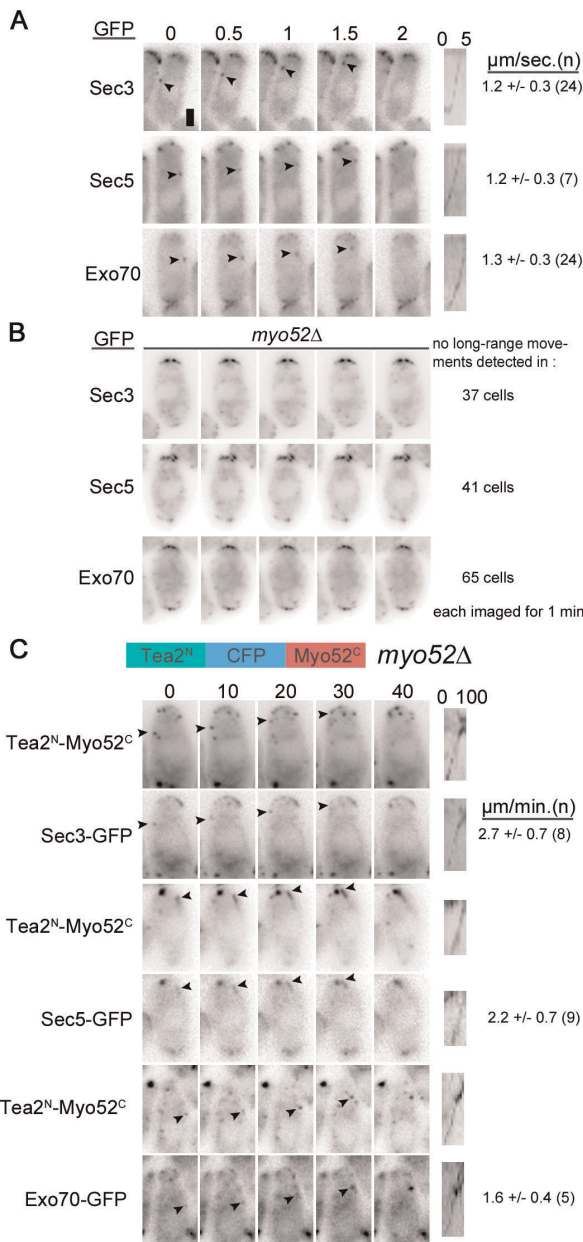 A
GFP 0 0.5 1 1.5 2 0 5
µm/sec.(n)
Sec3 1.2 +/- 0.3 (24)
Sec5 1.2 +/- 0.3 (7)
Exo70 1.3 +/- 0.3 (24)
B
GFP myo52Δ
no long-range move-
ments detected in :
Sec3 37 cells
Sec5 41 cells
Exo70 65 cells
each imaged for 1 min
C
Tea2ᴺ CFP Myo52ᶜ myo52Δ
0 10 20 30 40 0 100
Tea2ᴺ-Myo52ᶜ
µm/min.(n)
Sec3-GFP 2.7 +/- 0.7 (8)
Tea2ᴺ-Myo52ᶜ
Sec5-GFP 2.2 +/- 0.7 (9)
Tea2ᴺ-Myo52ᶜ
Exo70-GFP 1.6 +/- 0.4 (5)